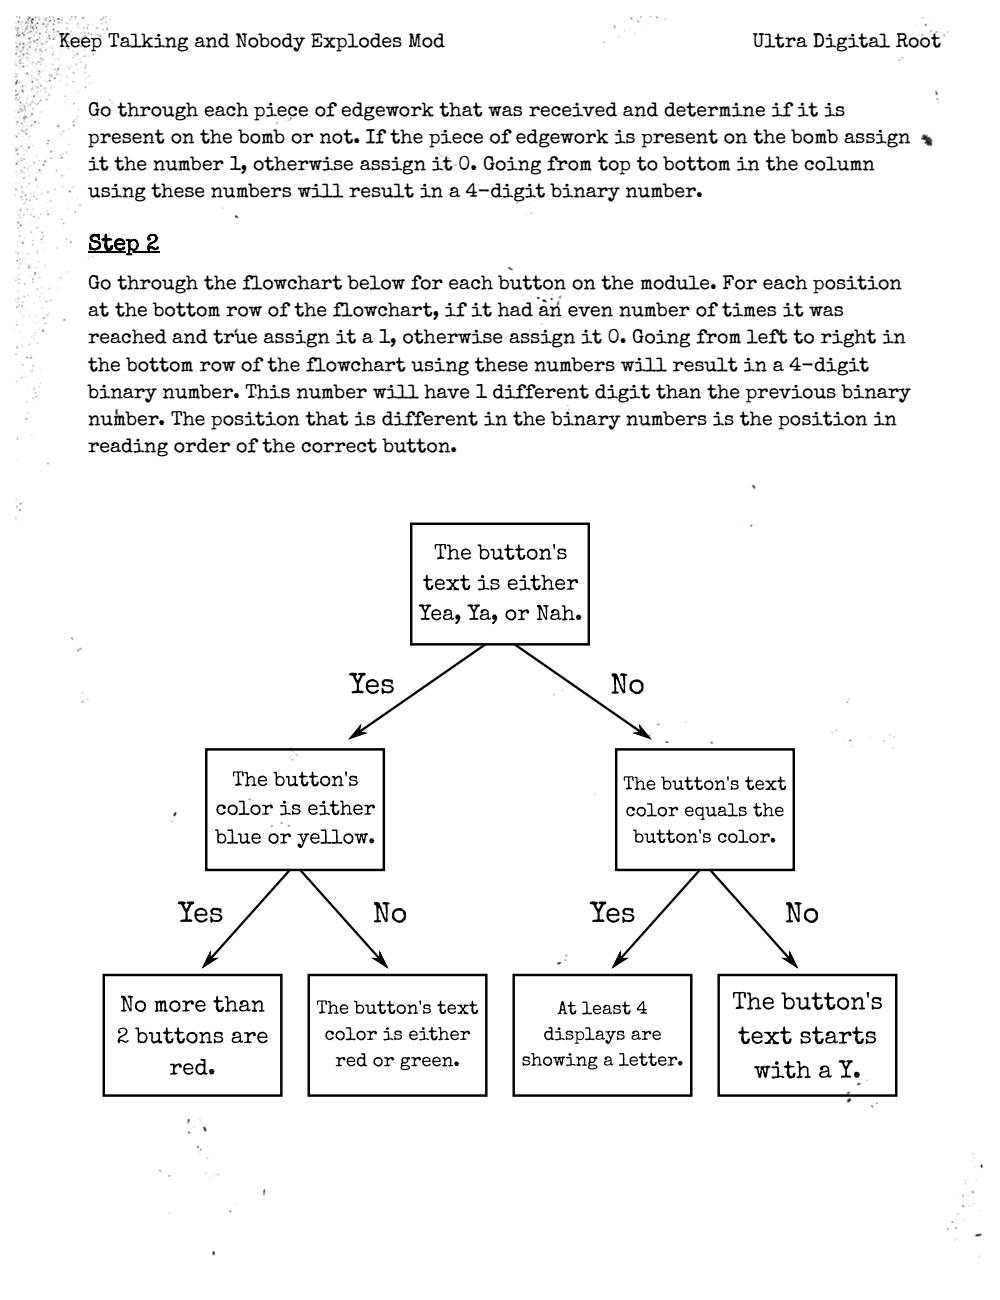 Keep Talking and Nobody Explodes Mod
Ultra Digital Root
Go through each piece of edgework that was received and determine if it is
present on the bomb or not. If the piece of edgework is present on the bomb assign
it the number 1, otherwise assign it 0. Going from top to bottom in the column
using these numbers will result in a 4-digit binary number.
Step 2
Go through the flowchart below for each button on the module. For each position
at the bottom row of the flowchart, if it had an even number of times it was
reached and true assign it a 1, otherwise assign it 0. Going from left to right in
the bottom row of the flowchart using these numbers will result in a 4-digit
binary number. This number will have 1 different digit than the previous binary
number. The position that is different in the binary numbers is the position in
reading order of the correct button.
The button's
text is either
Yea, Ya, or Nah.
Yes
No
The button's
color is either
blue or yellow.
The button's text
color equals the
button's color.
Yes
No
Yes
No
No more than
2 buttons are
red.
The button's text
color is either
red or green.
At least 4
displays are
showing a letter.
The button's
text starts
with a Y.